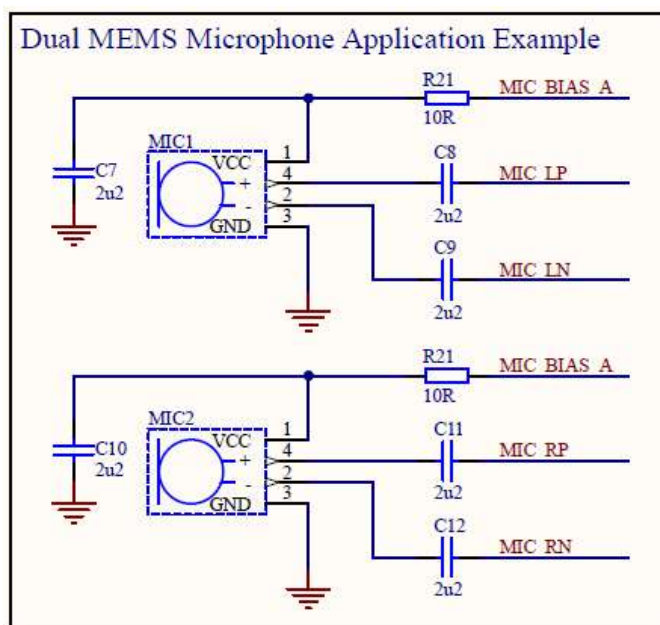 Dual MEMS Microphone Application Example
R21
MIC BIAS A
10R
MIC1
C7
2u2
VCC
1
+
4
-
2
GND
3
C8
MIC LP
2u2
C9
MIC LN
2u2
R21
MIC BIAS A
10R
MIC2
C10
2u2
VCC
1
+
4
-
2
GND
3
C11
MIC RP
2u2
C12
MIC RN
2u2